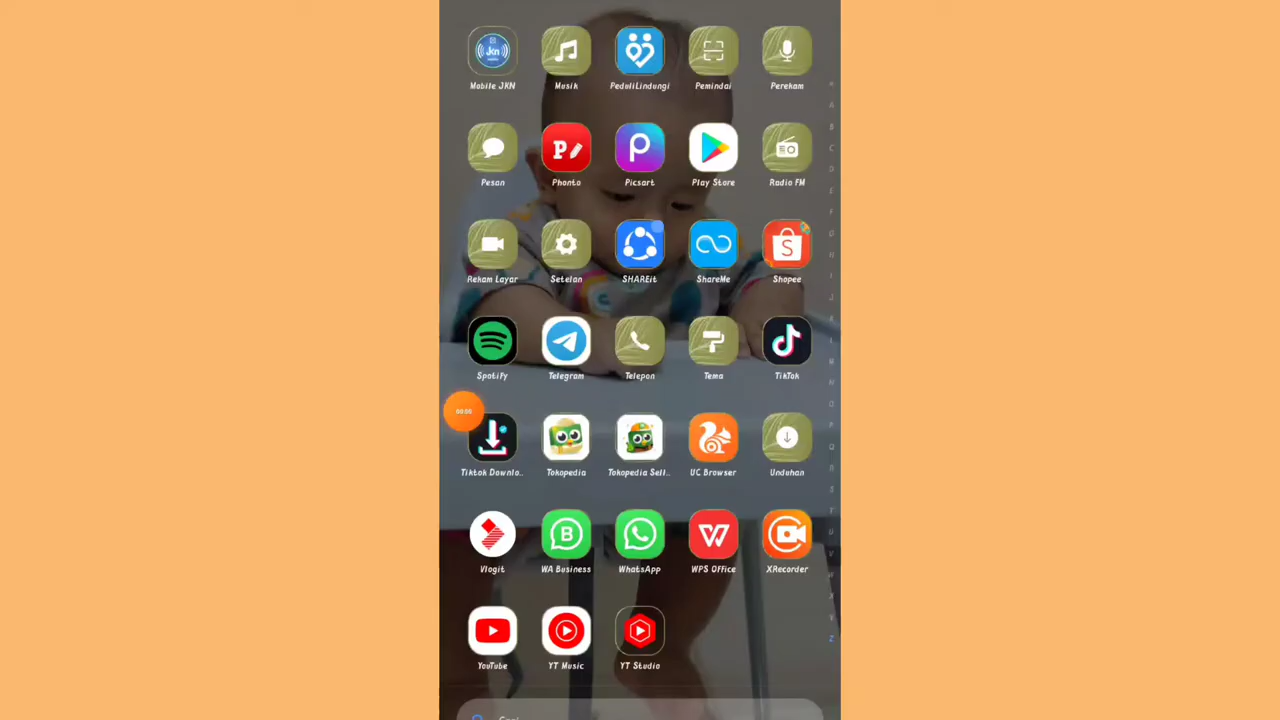 Mobile JKN Musik PeduliLindungi Pemindai Perekam
Pesan Phonto Picsart Play Store Radio FM
Rekam Layar Setelan SHAREit ShareMe Shopee
Spotify Telegram Telepon Tema TikTok
Tiktok Downlo.. Tokopedia Tokopedia Sell.. UC Browser Unduhan
Vlogit WA Business WhatsApp WPS Office XRecorder
YouTube YT Music YT Studio